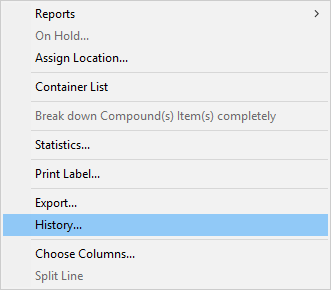 Reports
On Hold...
Assign Location...
Container List
Break down Compound(s) Item(s) completely
Statistics...
Print Label...
Export...
History...
Choose Columns...
Split Line